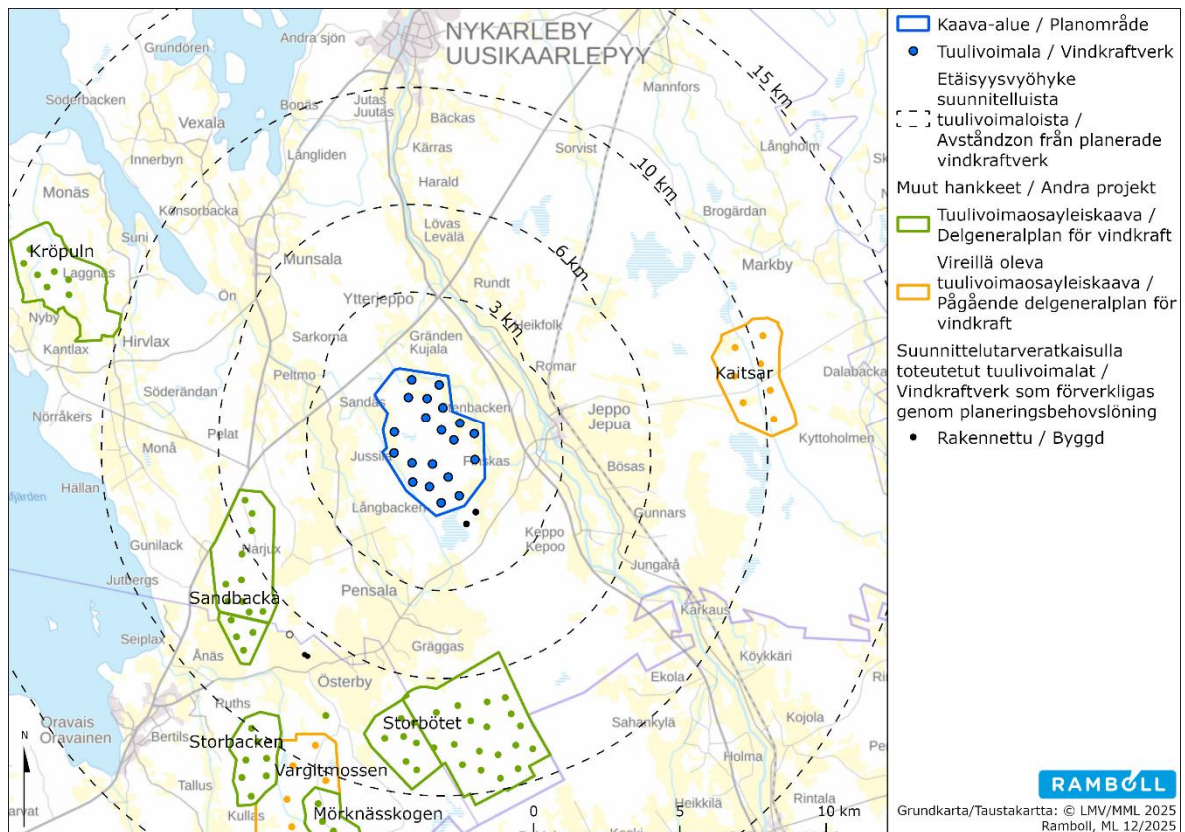 NYKARLEBY
UUSIKAARLEPYY
Grundören
Andra sjön
15 km
Mannfors
Söderbacken
Bonäs
Jutas
Juutas
Vexala
Bäckas
Långliden
Kärras
Sorvist
Långholm
Innerbyn
10 km
Monäs
Harald
Brogärdan
Könsorbacka
Lövas
Levälä
Suni
Kröpuln
Markby
Munsala
6 km
Laggnäs
Ön
Ytterjeppo
Rundt
3 km
Nyby
Heikfolk
Hirvlax
Sarkorna
Gränden
Kujala
Kantlax
Romar
Kaitsar
Dalabacka
Söderändan
Peltmo
Sandås
tenbacken
Nörråkers
Jeppo
Jepua
Pelat
Kyttoholmen
Monå
Jussila
Finskas
Bösas
Hällan
fjärden
Långbacken
Gunnars
Gunilack
Narjux
Keppo
Kepoo
Jutbergs
Jungarå
Pensala
Sandbacka
Karkaus
Seiplax
Gräggas
Ånäs
Köykkäri
Österby
Ekola
Ruths
Oravais
Oravainen
Storbötet
Sahankylä
Kojola
Bertils
Storbacken
Holma
Vargitmossen
Tallus
Heikkilä
Rintala
Kullas
Mörknässkogen
arvat
N
0 5 10 km
Kaava-alue / Planområde
Tuulivoimala / Vindkraftverk
Etäisyysvyöhyke
suunnitelluista
tuulivoimaloista /
Avståndzon från planerade
vindkraftverk
Muut hankkeet / Andra projekt
Tuulivoimaosayleiskaava /
Delgeneralplan för vindkraft
Vireillä oleva
tuulivoimaosayleiskaava /
Pågående delgeneralplan för
vindkraft
Suunnittelutarveratkaisulla
toteutetut tuulivoimalat /
Vindkraftverk som förverkligas
genom planeringsbehovslöning
Rakennettu / Byggd
RAMBOLL
Grundkarta/Taustakartta: © LMV/MML 2025
Ramboll, ML 12/2025